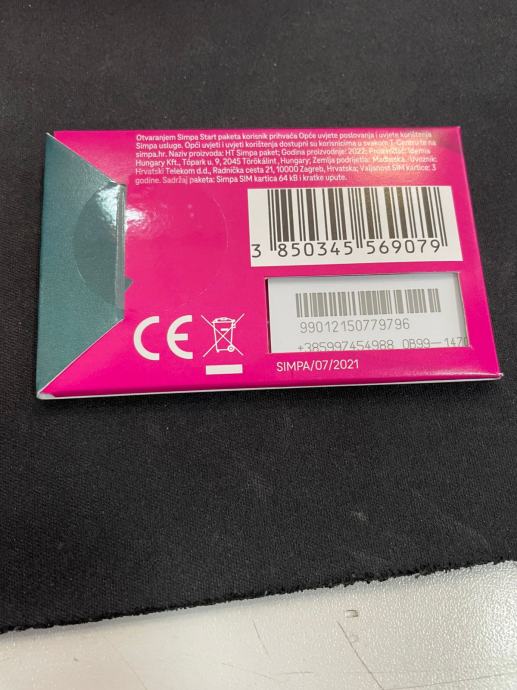 Otvaranjem Simpa Start paketa korisnik prihvaća Opće uvjete poslovanja i uvjete korištenja
Simpa usluge. Opći uvjeti i uvjeti korištenja dostupni su korisnicima u svakom T-Centru te na
simpa.hr. Naziv proizvoda: HT Simpa paket; Godina proizvodnje: 2022; Proizvođač: Idemia
Hungary Kft., Tópark u. 9, 2045 Törökálint, Hungary; Zemlja podrijetla: Mađarska. Uvoznik:
Hrvatski Telekom d.d., Radnička cesta 21, 10000 Zagreb, Hrvatska; Valjanost SIM kartice: 3
godine. Sadržaj paketa: Simpa SIM kartica 64 kB i kratke upute.
3 850345 569079
99012150779796
+385997454988 0B99-1470
CE
SIMPA/07/2021